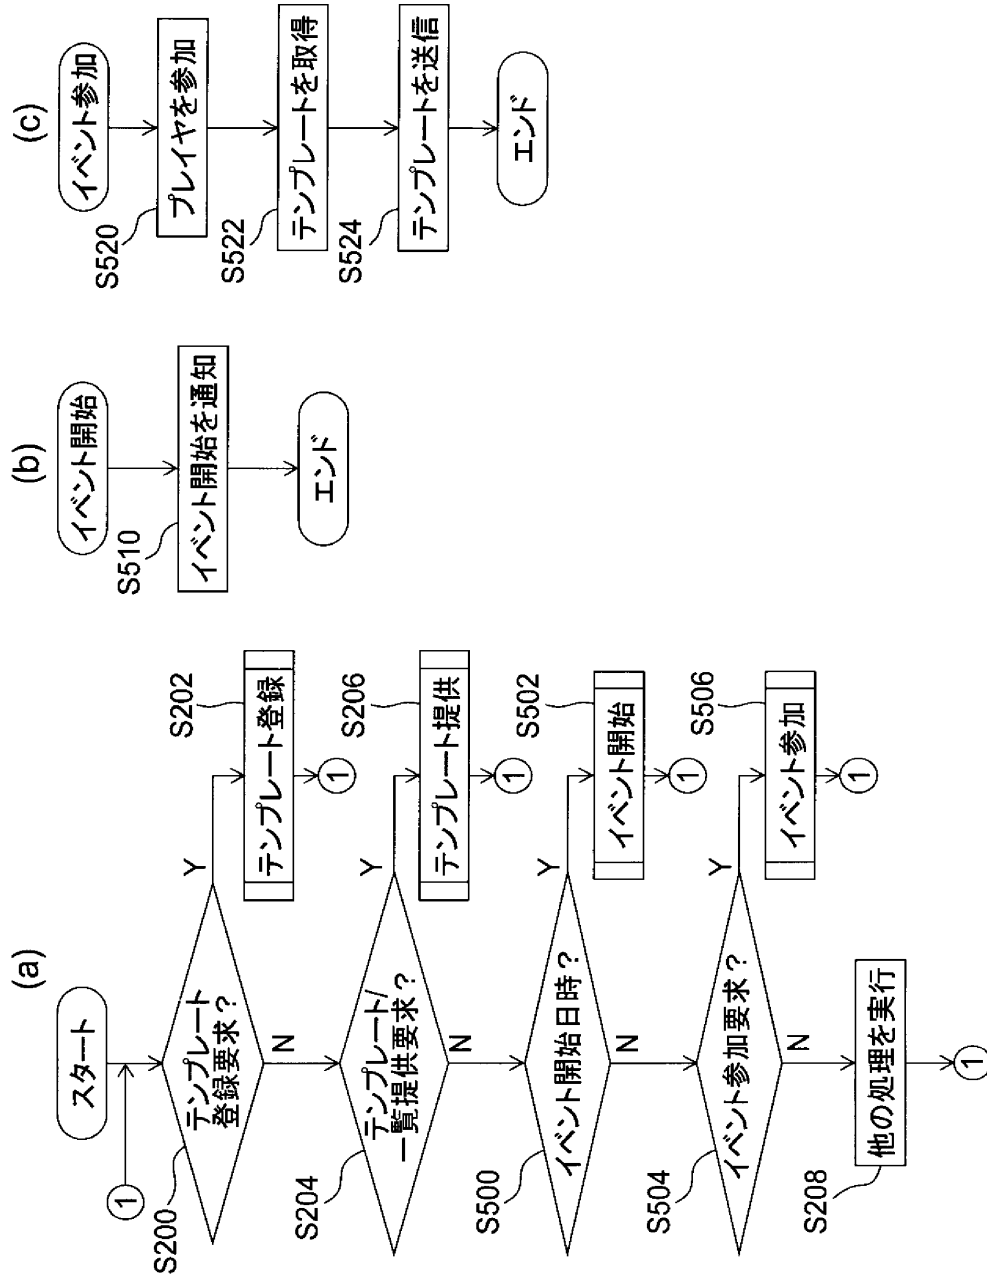 (a)
スタート
①
S200
テンプレート
登録要求？
Y
N
S202
テンプレート登録
①
S204
テンプレート/
一覧提供要求？
Y
N
S206
テンプレート提供
①
S500
イベント開始日時？
Y
N
S502
イベント開始
①
S504
イベント参加要求？
Y
N
S506
イベント参加
①
S208
他の処理を実行
①
(b)
イベント開始
S510
イベント開始を通知
エンド
(c)
イベント参加
S520
プレイヤを参加
S522
テンプレートを取得
S524
テンプレートを送信
エンド